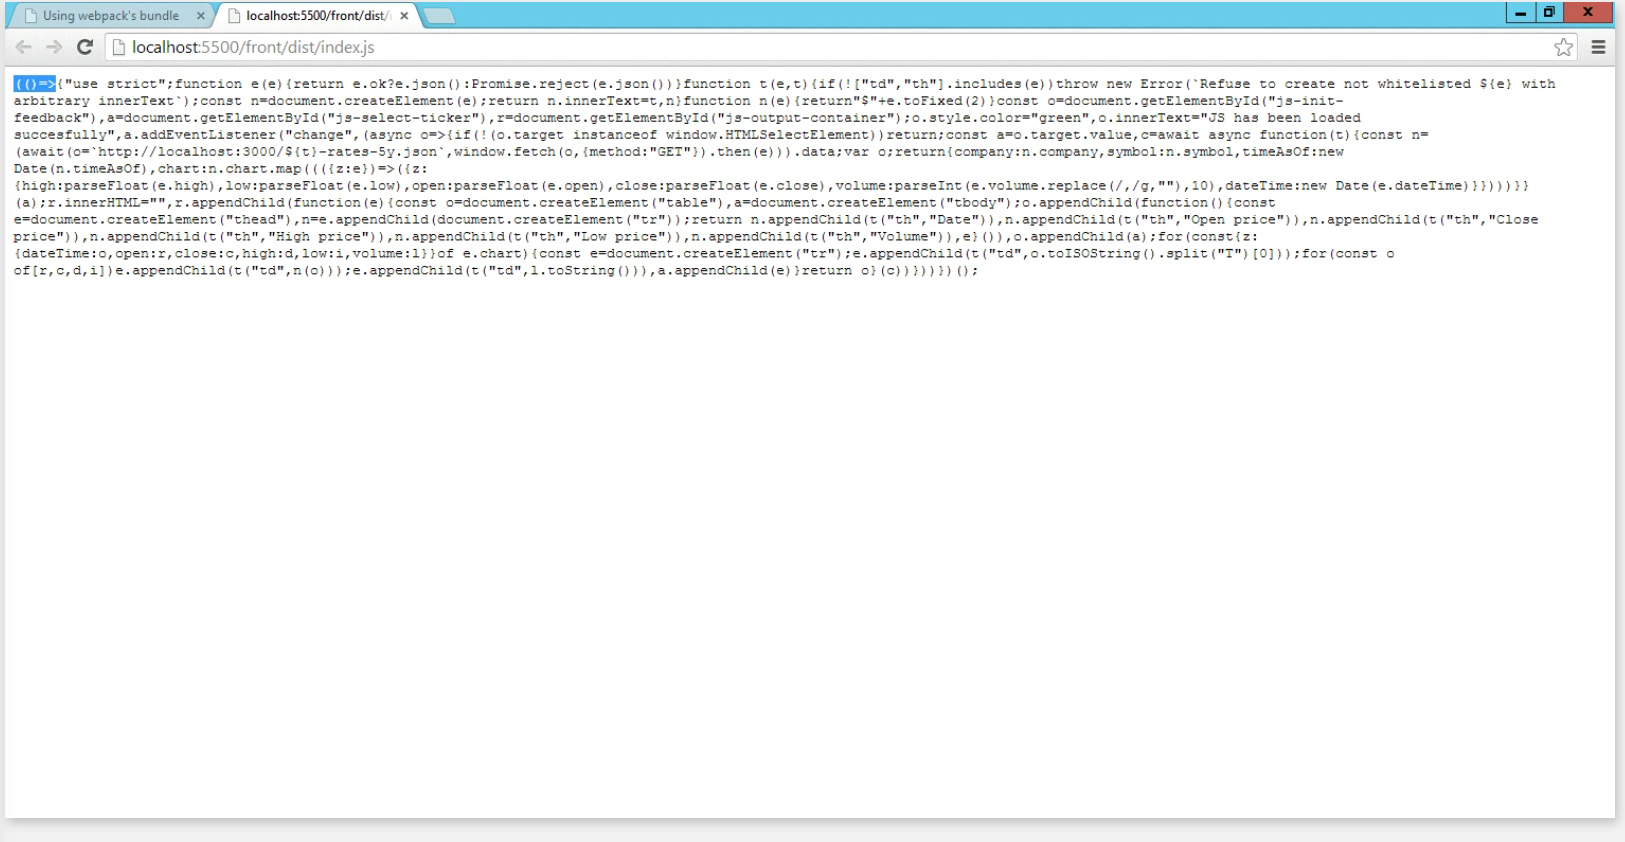 Using webpack's bundle
localhost:5500/front/dist/
localhost:5500/front/dist/index.js
(()=>{"use strict";function e(e){return e.ok?e.json():Promise.reject(e.json())}function t(e,t){if(!["td","th"].includes(e))throw new Error(`Refuse to create not whitelisted ${e} with
arbitrary innerText`);const n=document.createElement(e);return n.innerText=t,n}function n(e){return"$"+e.toFixed(2)}const o=document.getElementById("js-init-
feedback"),a=document.getElementById("js-select-ticker"),r=document.getElementById("js-output-container");o.style.color="green",o.innerText="JS has been loaded
succesfully",a.addEventListener("change",(async o=>{if(!(o.target instanceof window.HTMLSelectElement))return;const a=o.target.value,c=await async function(t){const n=
(await(o=`http://localhost:3000/${t}-rates-5y.json`,window.fetch(o,{method:"GET"}).then(e))).data;var o;return{company:n.company,symbol:n.symbol,timeAsOf:new
Date(n.timeAsOf),chart:n.chart.map((({z:e})=>({z:
{high:parseFloat(e.high),low:parseFloat(e.low),open:parseFloat(e.open),close:parseFloat(e.close),volume:parseInt(e.volume.replace(/,/g,""),10),dateTime:new Date(e.dateTime)}})))}}
(a);r.innerHTML="",r.appendChild(function(e){const o=document.createElement("table"),a=document.createElement("tbody");o.appendChild(function(){const
e=document.createElement("thead"),n=e.appendChild(document.createElement("tr"));return n.appendChild(t("th","Date")),n.appendChild(t("th","Open price")),n.appendChild(t("th","Close
price")),n.appendChild(t("th","High price")),n.appendChild(t("th","Low price")),n.appendChild(t("th","Volume")),e}()),o.appendChild(a);for(const{z:
{dateTime:o,open:r,close:c,high:d,low:i,volume:l}}of e.chart){const e=document.createElement("tr");e.appendChild(t("td",o.toISOString().split("T")[0]));for(const o
of[r,c,d,i])e.appendChild(t("td",n(o)));e.appendChild(t("td",l.toString())),a.appendChild(e)}return o}(c))}))})();